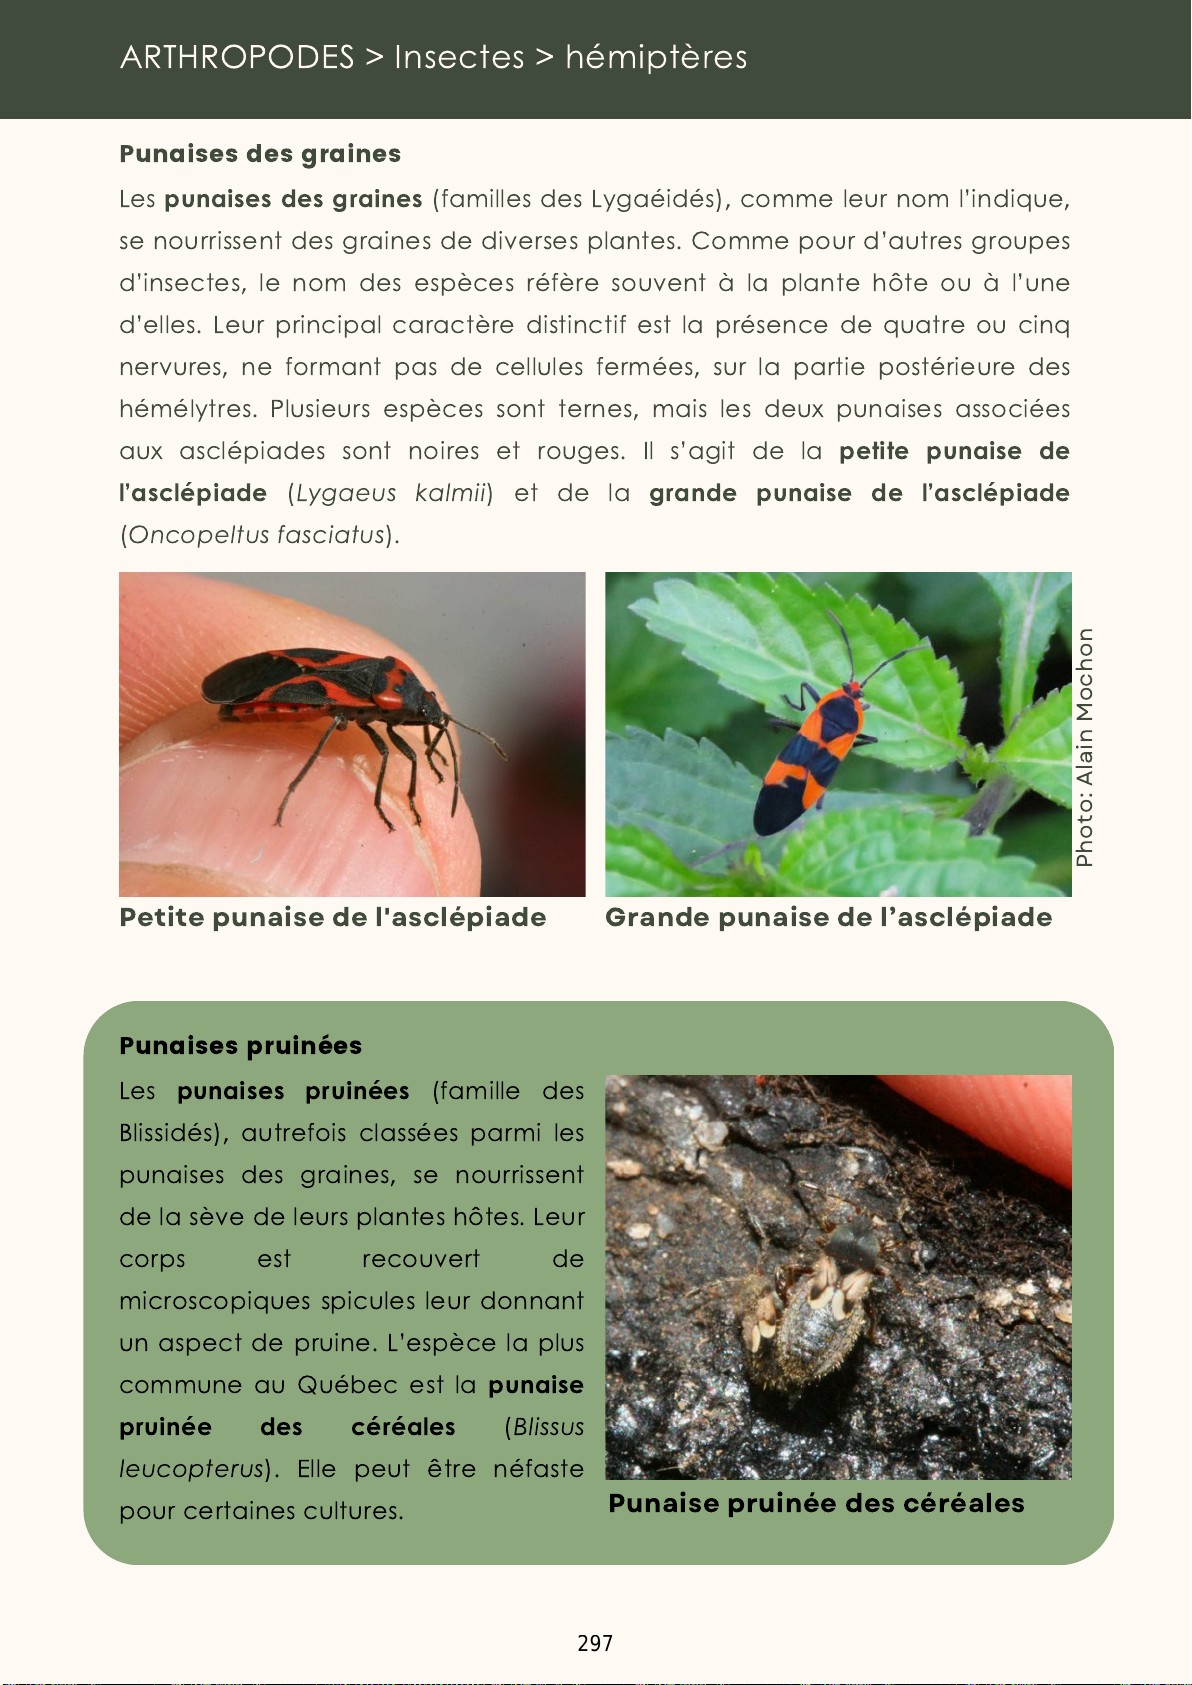 ARTHROPODES > Insectes > hémiptères
Punaises des graines
Les punaises des graines (familles des Lygaéidés), comme leur nom l’indique,
se nourrissent des graines de diverses plantes. Comme pour d’autres groupes
d’insectes, le nom des espèces réfère souvent à la plante hôte ou à l’une
d’elles. Leur principal caractère distinctif est la présence de quatre ou cinq
nervures, ne formant pas de cellules fermées, sur la partie postérieure des
hémélytres. Plusieurs espèces sont ternes, mais les deux punaises associées
aux asclépiades sont noires et rouges. Il s’agit de la petite punaise de
l’asclépiade (Lygaeus kalmii) et de la grande punaise de l’asclépiade
(Oncopeltus fasciatus).
Photo: Alain Mochon
Petite punaise de l'asclépiade
Grande punaise de l’asclépiade
Punaises pruinées
Les punaises pruinées (famille des
Blissidés), autrefois classées parmi les
punaises des graines, se nourrissent
de la sève de leurs plantes hôtes. Leur
corps est recouvert de
microscopiques spicules leur donnant
un aspect de pruine. L’espèce la plus
commune au Québec est la punaise
pruinée des céréales (Blissus
leucopterus). Elle peut être néfaste
pour certaines cultures.
Punaise pruinée des céréales
297